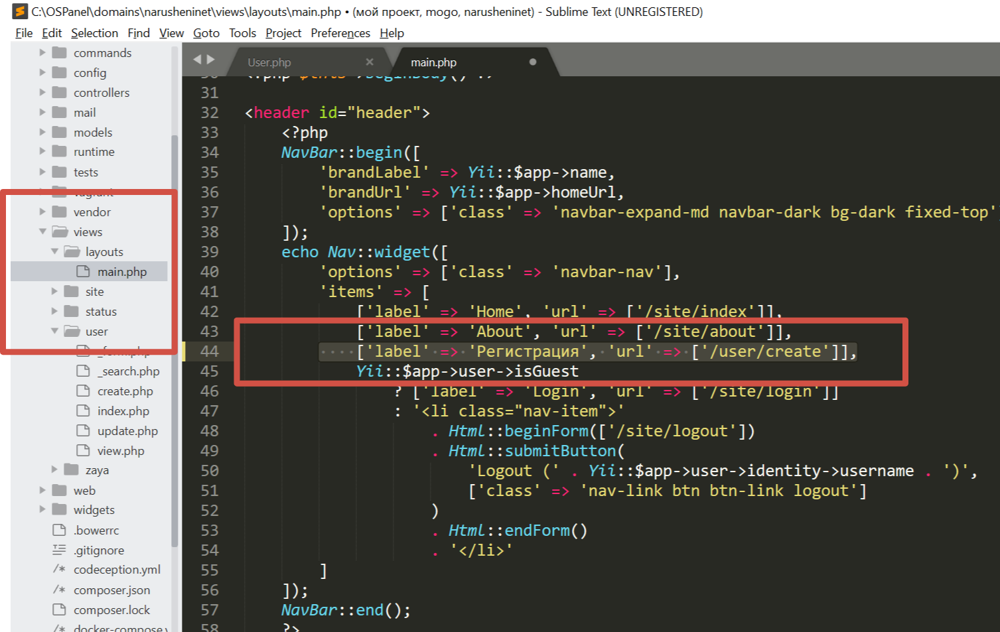 C:\OSPanel\domains\narusheninet\views\layouts\main.php • (мой проект, mogo, narusheninet) - Sublime Text (UNREGISTERED)
File Edit Selection Find View Goto Tools Project Preferences Help
commands
config
controllers
mail
models
runtime
tests
vagrant
vendor
views
layouts
main.php
site
status
user
_form.php
_search.php
create.php
index.php
update.php
view.php
zaya
web
widgets
.bowerrc
.gitignore
codeception.yml
composer.json
composer.lock
User.php
main.php
30 <?php $this->beginBody() ?>
31
32 <header id="header">
33 <?php
34 NavBar::begin([
35 'brandLabel' => Yii::$app->name,
36 'brandUrl' => Yii::$app->homeUrl,
37 'options' => ['class' => 'navbar-expand-md navbar-dark bg-dark fixed-top'
38 ]);
39 echo Nav::widget([
40 'options' => ['class' => 'navbar-nav'],
41 'items' => [
42 ['label' => 'Home', 'url' => ['/site/index']],
43 ['label' => 'About', 'url' => ['/site/about']],
44 ['label' => 'Регистрация', 'url' => ['/user/create']],
45 Yii::$app->user->isGuest
46 ? ['label' => 'Login', 'url' => ['/site/login']]
47 : '<li class="nav-item">'
48 . Html::beginForm(['/site/logout'])
49 . Html::submitButton(
50 'Logout (' . Yii::$app->user->identity->username . ')',
51 ['class' => 'nav-link btn btn-link logout']
52 )
53 . Html::endForm()
54 . '</li>'
55 ]
56 ]);
57 NavBar::end();
58 ?>